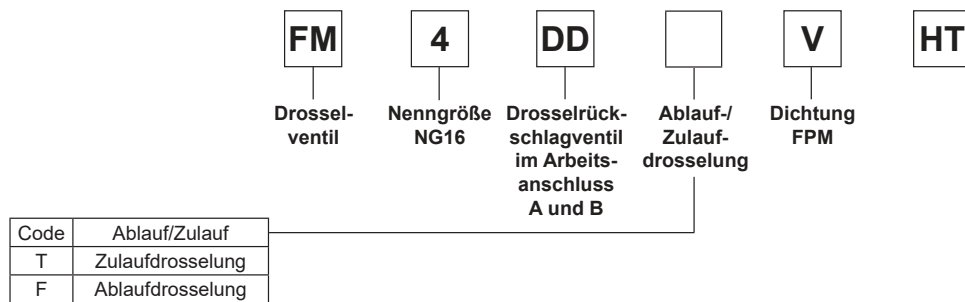 FM 4 DD V HT
Drossel-
ventil
Nenngröße
NG16
Drosselrück-
schlagventil
im Arbeits-
anschluss
A und B
Ablauf-/
Zulauf-
drosselung
Dichtung
FPM
Code Ablauf/Zulauf
T Zulaufdrosselung
F Ablaufdrosselung